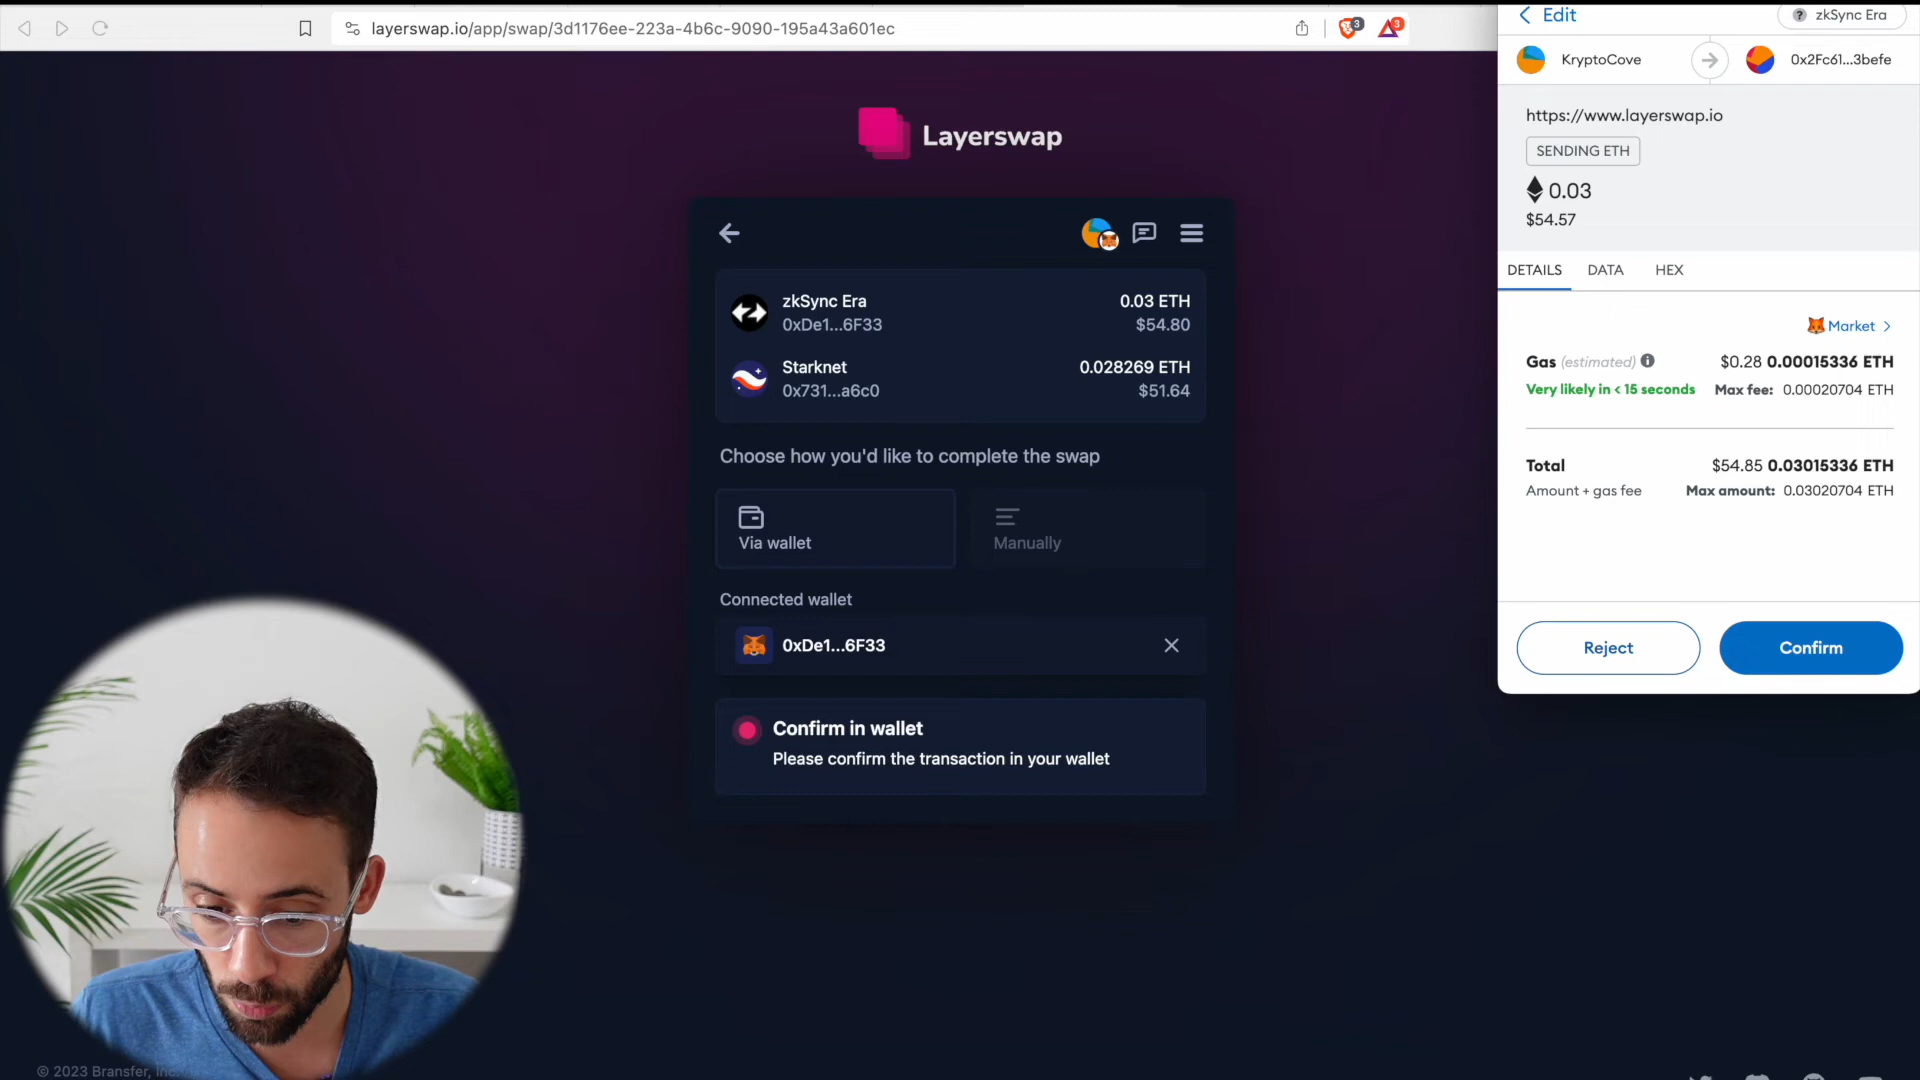 layerswap.io/app/swap/3d1176ee-223a-4b6c-9090-195a43a601ec
3
3
Layerswap
zkSync Era
0.03 ETH
0xDe1...6F33
$54.80
Starknet
0.028269 ETH
0x731...a6c0
$51.64
Choose how you'd like to complete the swap
Via wallet
Manually
Connected wallet
0xDe1...6F33
Confirm in wallet
Please confirm the transaction in your wallet
© 2023 Bransfer, Inc.
Edit
zkSync Era
KryptoCove
0x2Fc61...3befe
https://www.layerswap.io
SENDING ETH
0.03
$54.57
DETAILS
DATA
HEX
Market
Gas (estimated)
$0.28 0.00015336 ETH
Very likely in < 15 seconds
Max fee: 0.00020704 ETH
Total
$54.85 0.03015336 ETH
Amount + gas fee
Max amount: 0.03020704 ETH
Reject
Confirm